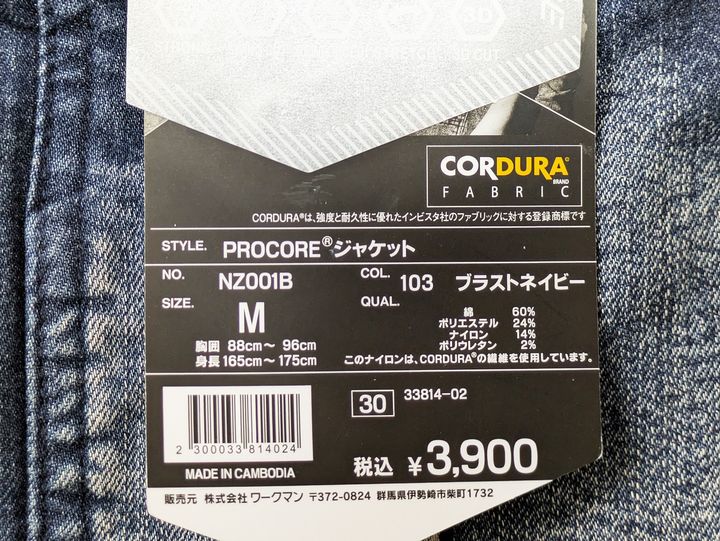 3D CUT
CORDURA®
BRAND
FABRIC
CORDURA®は、強度と耐久性に優れたインビスタ社のファブリックに対する登録商標です
STYLE. PROCORE®ジャケット
NO. NZ001B COL. 103 ブラストネイビー
SIZE. M
胸囲 88cm～ 96cm
身長 165cm～ 175cm
QUAL.
綿 60%
ポリエステル 24%
ナイロン 14%
ポリウレタン 2%
このナイロンは、CORDURA®の繊維を使用しています。
30 33814-02
2 300033 814024
MADE IN CAMBODIA
税込 ¥3,900
販売元 株式会社 ワークマン 〒372-0824 群馬県伊勢崎市柴町1732